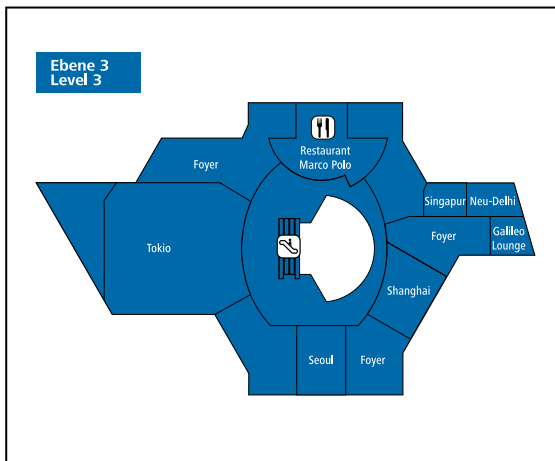 Ebene 3
Level 3
Restaurant
Marco Polo
Foyer
Singapur
Neu-Delhi
Tokio
Foyer
Galileo
Lounge
Shanghai
Seoul
Foyer